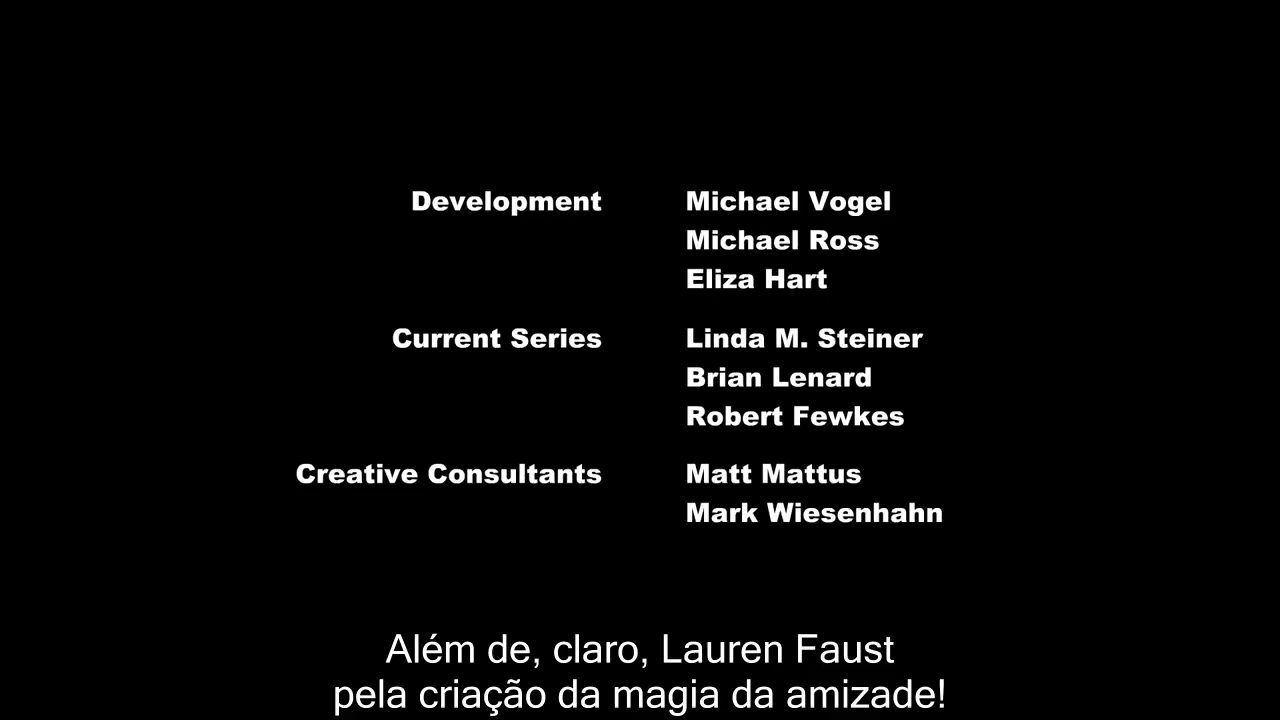 Development Michael Vogel
Michael Ross
Eliza Hart
Current Series Linda M. Steiner
Brian Lenard
Robert Fewkes
Creative Consultants Matt Mattus
Mark Wiesenhahn
Além de, claro, Lauren Faust
pela criação da magia da amizade!